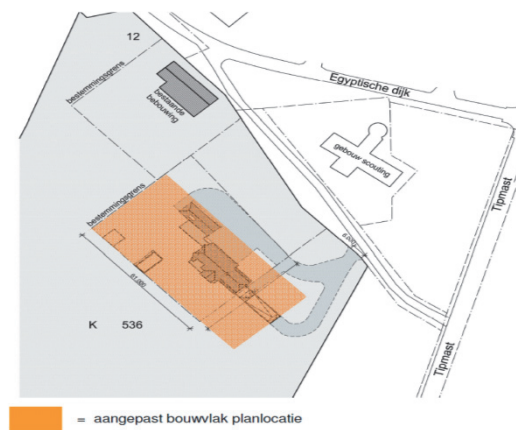 12
Egyptische dijk
bestemmingsgrens
bestaande
bebouwing
gebouw scouting
Tipmast
bestemmingsgrens
K 536
Tipmast
= aangepast bouwvlak planlocatie